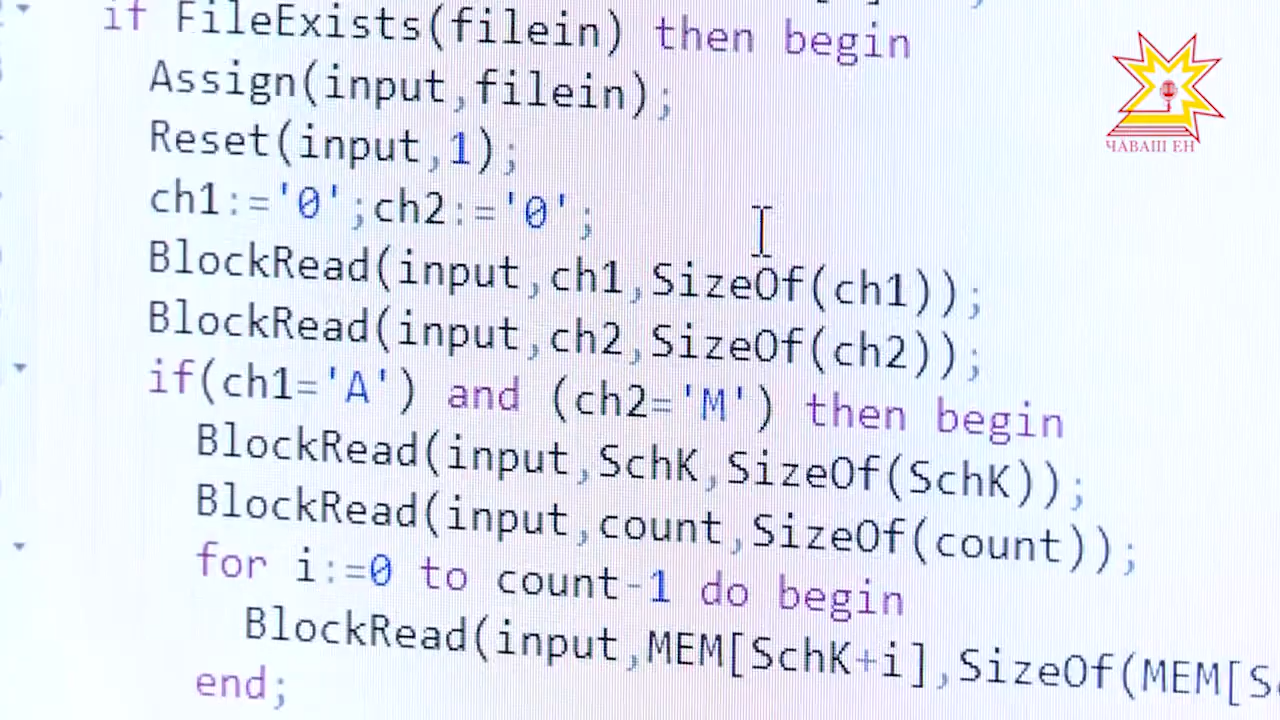 if FileExists(filein) then begin
Assign(input,filein);
Reset(input,1);
ch1:='0';ch2:='0';
BlockRead(input,ch1,SizeOf(ch1));
BlockRead(input,ch2,SizeOf(ch2));
if(ch1='A') and (ch2='M') then begin
BlockRead(input,SchK,SizeOf(SchK));
BlockRead(input,count,SizeOf(count));
for i:=0 to count-1 do begin
BlockRead(input,MEM[SchK+i],SizeOf(MEM[S
end;
ЧАВАШ ЕН